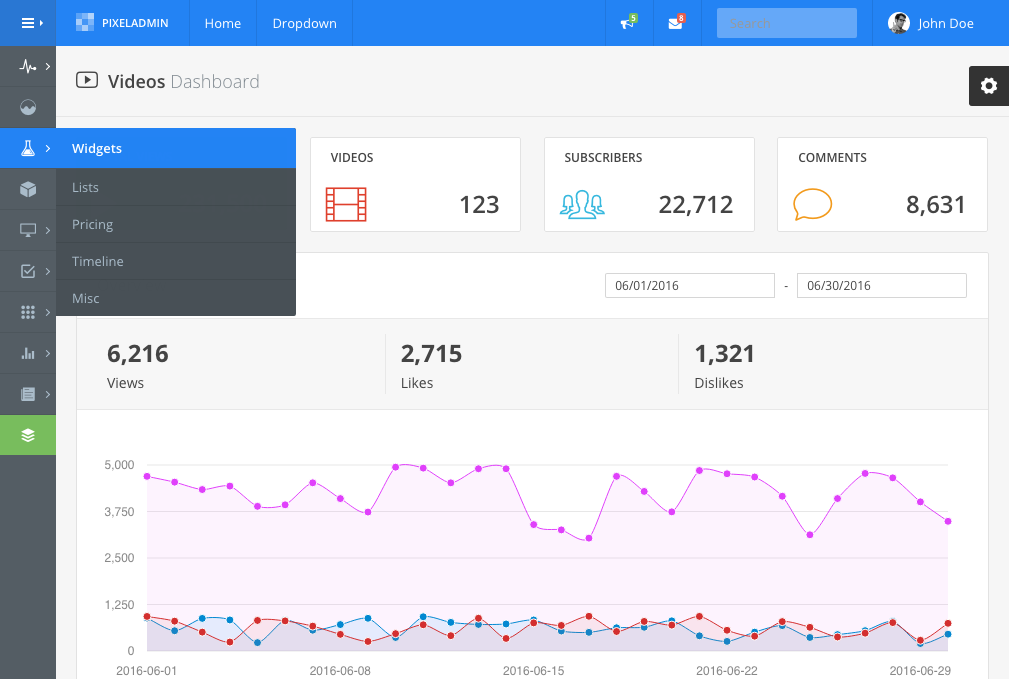 PIXELADMIN Home Dropdown 5 8 Search John Doe
Videos Dashboard
Widgets
Lists
Pricing
Timeline
Misc
VIDEOS
123
SUBSCRIBERS
22,712
COMMENTS
8,631
06/01/2016 - 06/30/2016
6,216
Views
2,715
Likes
1,321
Dislikes
5,000
3,750
2,500
1,250
0
2016-06-01 2016-06-08 2016-06-15 2016-06-22 2016-06-29